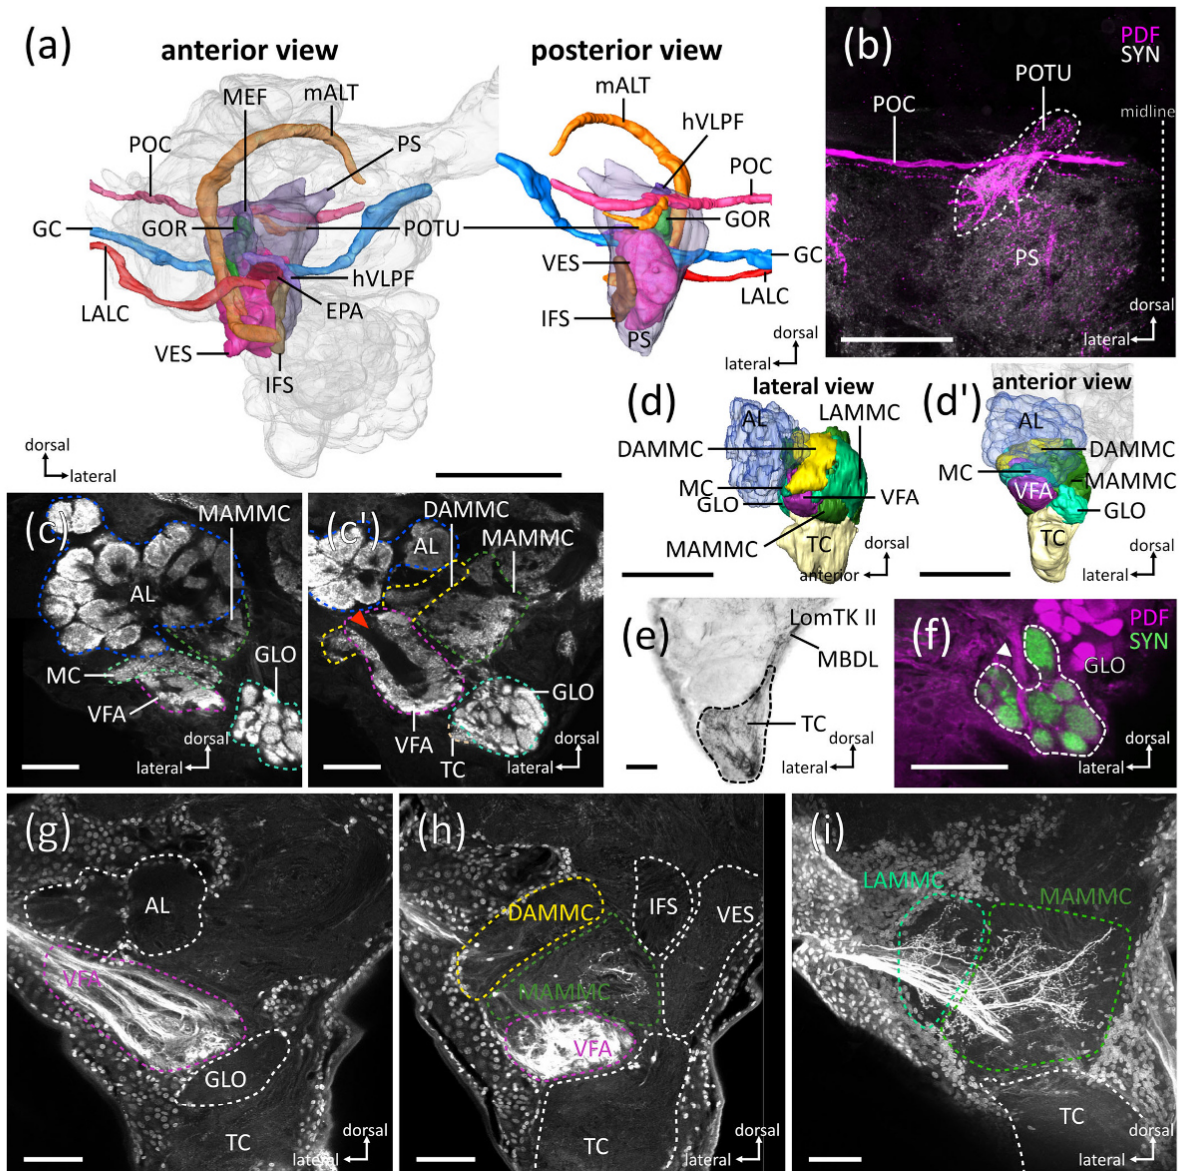 (a)
anterior view
MEF
mALT
POC
PS
GC
GOR
POTU
LALC
hVLPF
EPA
VES
IFS
dorsal
lateral
posterior view
mALT
hVLPF
POC
GOR
VES
GC
IFS
LALC
PS
dorsal
lateral
(b)
PDF
SYN
POTU
POC
midline
PS
dorsal
lateral
(c)
MAMMC
AL
MC
GLO
VFA
dorsal
lateral
(c')
DAMMC
AL
MAMMC
GLO
VFA
TC
dorsal
lateral
(d)
lateral view
AL
LAMMC
DAMMC
MC
GLO
VFA
MAMMC
TC
dorsal
anterior
(d')
anterior view
AL
DAMMC
MC
MAMMC
VFA
GLO
TC
dorsal
lateral
(e)
LomTK II
MBDL
TC
dorsal
lateral
(f)
PDF
SYN
GLO
dorsal
lateral
(g)
AL
VFA
GLO
TC
dorsal
lateral
(h)
DAMMC
IFS
VES
MAMMC
VFA
TC
dorsal
lateral
(i)
LAMMC
MAMMC
TC
dorsal
lateral